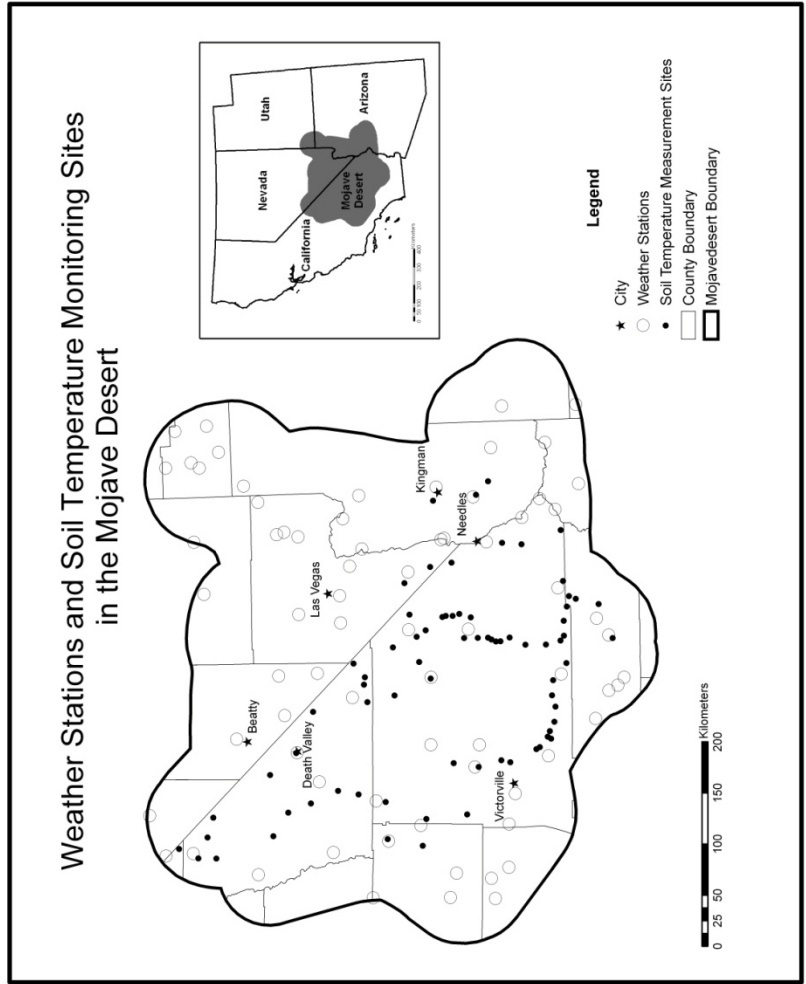 Weather Stations and Soil Temperature Monitoring Sites
in the Mojave Desert
Beatty
Death Valley
Las Vegas
Kingman
Needles
Victorville
0 25 50 100 150 200
Kilometers
Nevada
Utah
California
Mojave
Desert
Arizona
Kilometers
Legend
City
Weather Stations
Soil Temperature Measurement Sites
County Boundary
Mojavedesert Boundary